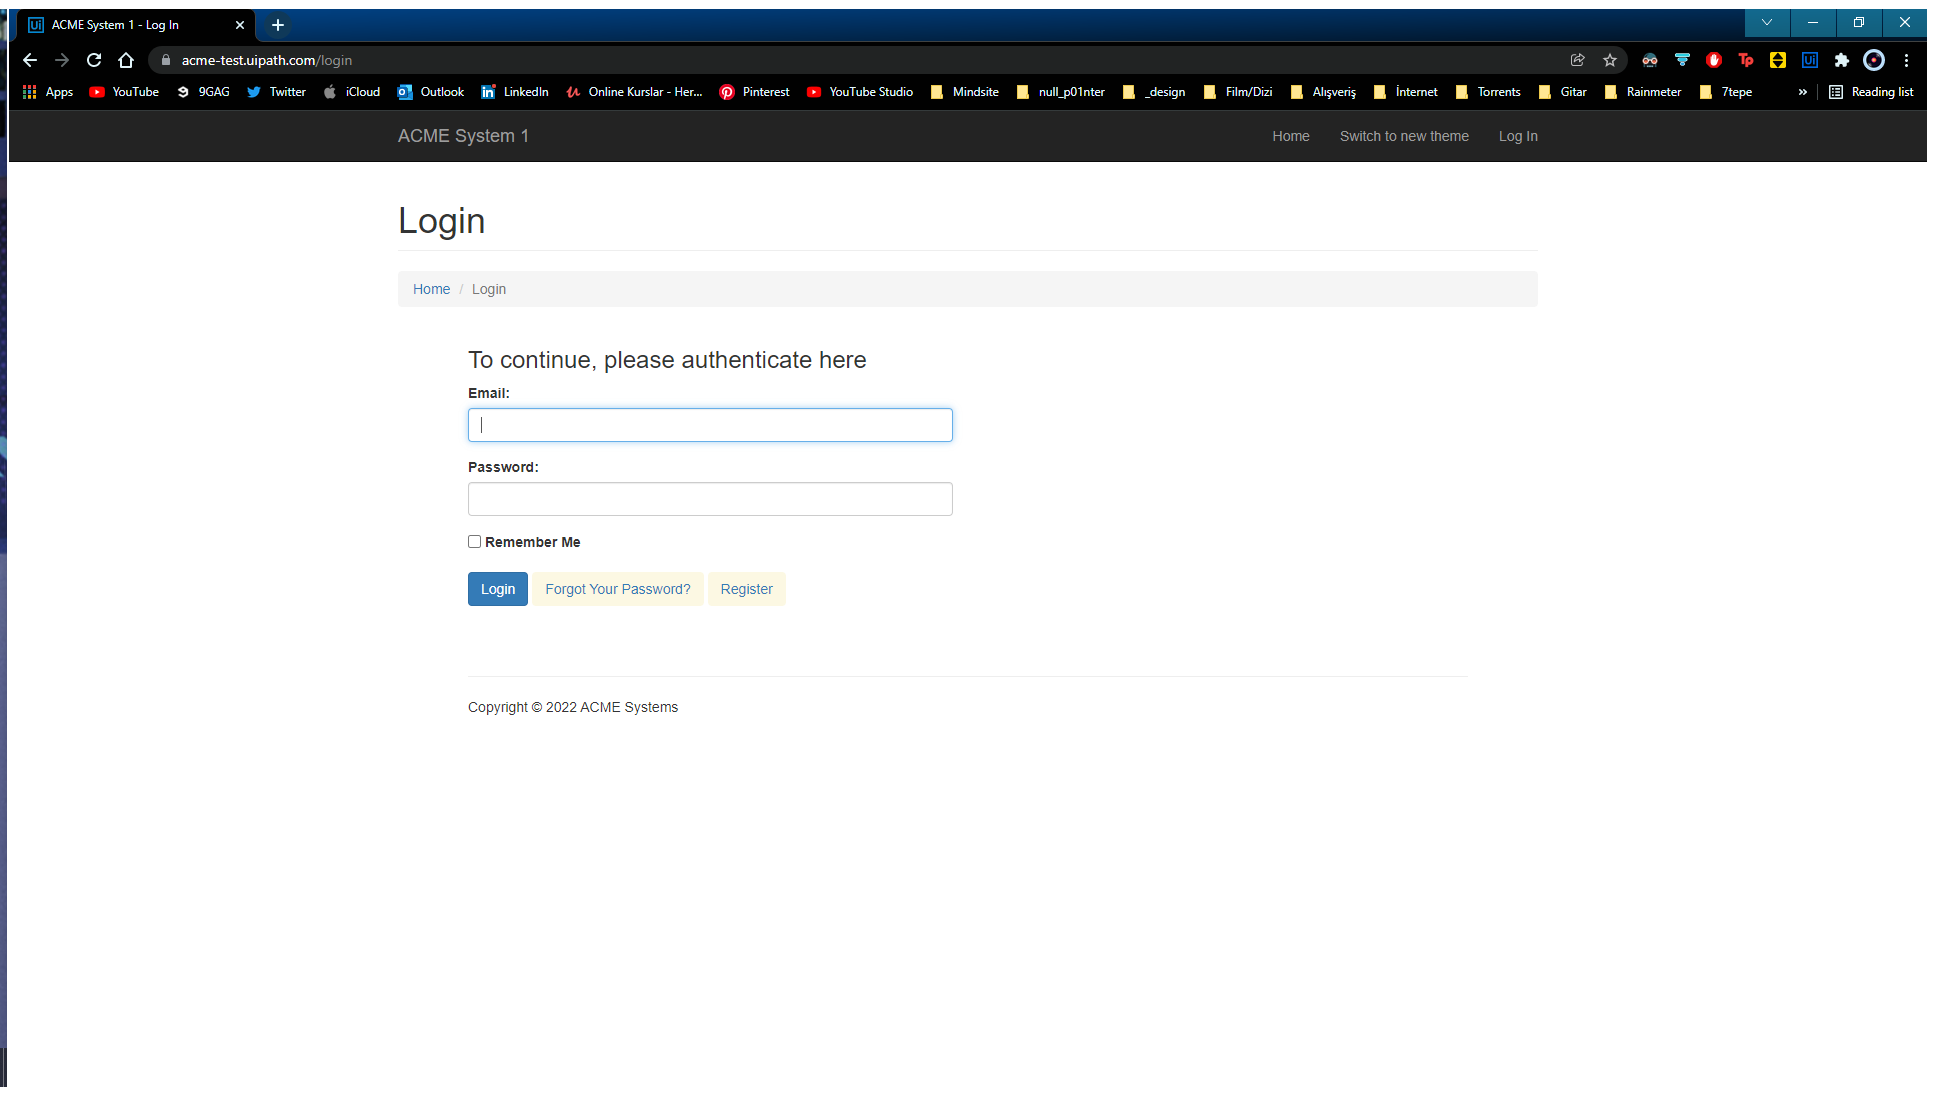 ACME System 1 - Log In
acme-test.uipath.com/login
Apps YouTube 9GAG Twitter iCloud Outlook LinkedIn Online Kurslar - Her... Pinterest YouTube Studio Mindsite null_p01nter _design Film/Dizi Alışveriş İnternet Torrents Gitar Rainmeter 7tepe » Reading list
ACME System 1 Home Switch to new theme Log In
Login
Home / Login
To continue, please authenticate here
Email:
Password:
Remember Me
Login Forgot Your Password? Register
Copyright © 2022 ACME Systems